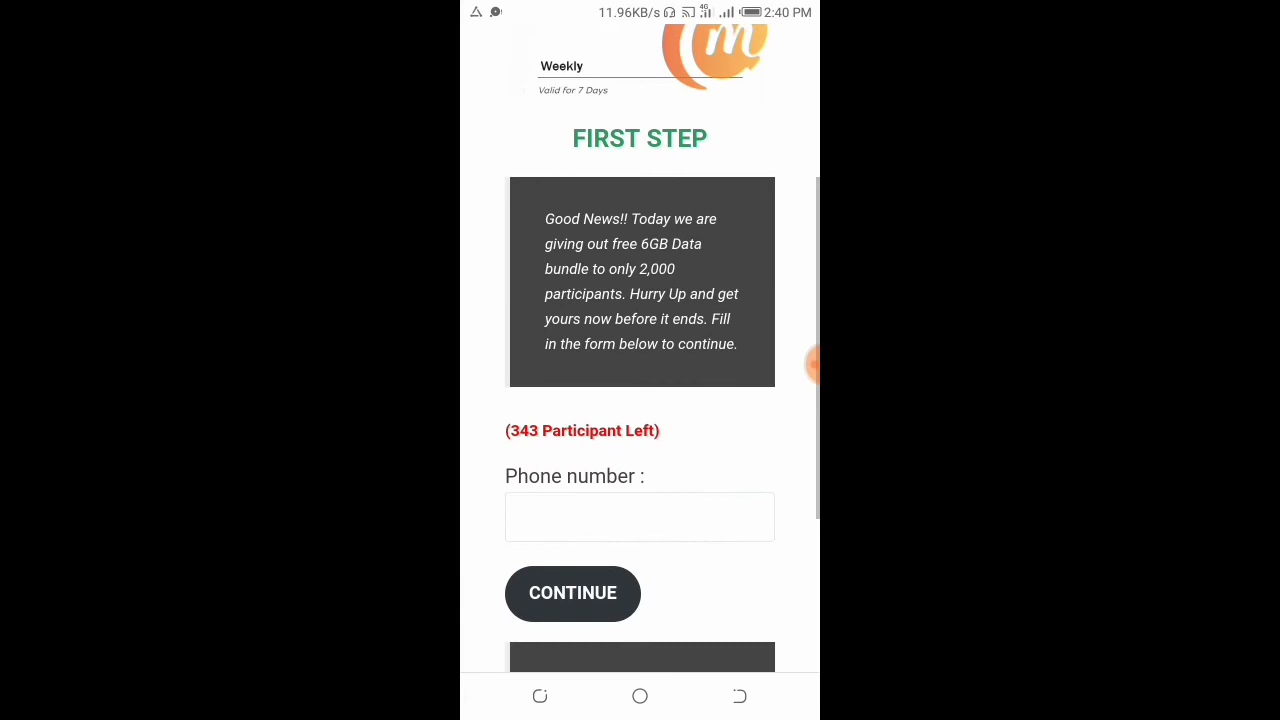 11.96KB/s 4G 2:40 PM
m
Weekly
Valid for 7 Days
FIRST STEP
Good News!! Today we are
giving out free 6GB Data
bundle to only 2,000
participants. Hurry Up and get
yours now before it ends. Fill
in the form below to continue.
(343 Participant Left)
Phone number :
CONTINUE